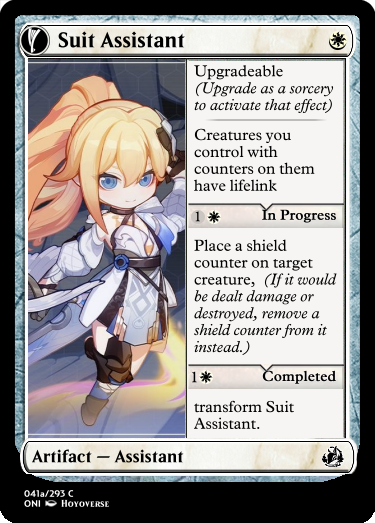 Suit Assistant
Upgradeable
(Upgrade as a sorcery
to activate that effect)
Creatures you
control with
counters on them
have lifelink
1 In Progress
Place a shield
counter on target
creature, (If it would
be dealt damage or
destroyed, remove a
shield counter from it
instead.)
1 Completed
transform Suit
Assistant.
Artifact — Assistant
041a/293 C
ONI Hoyoverse